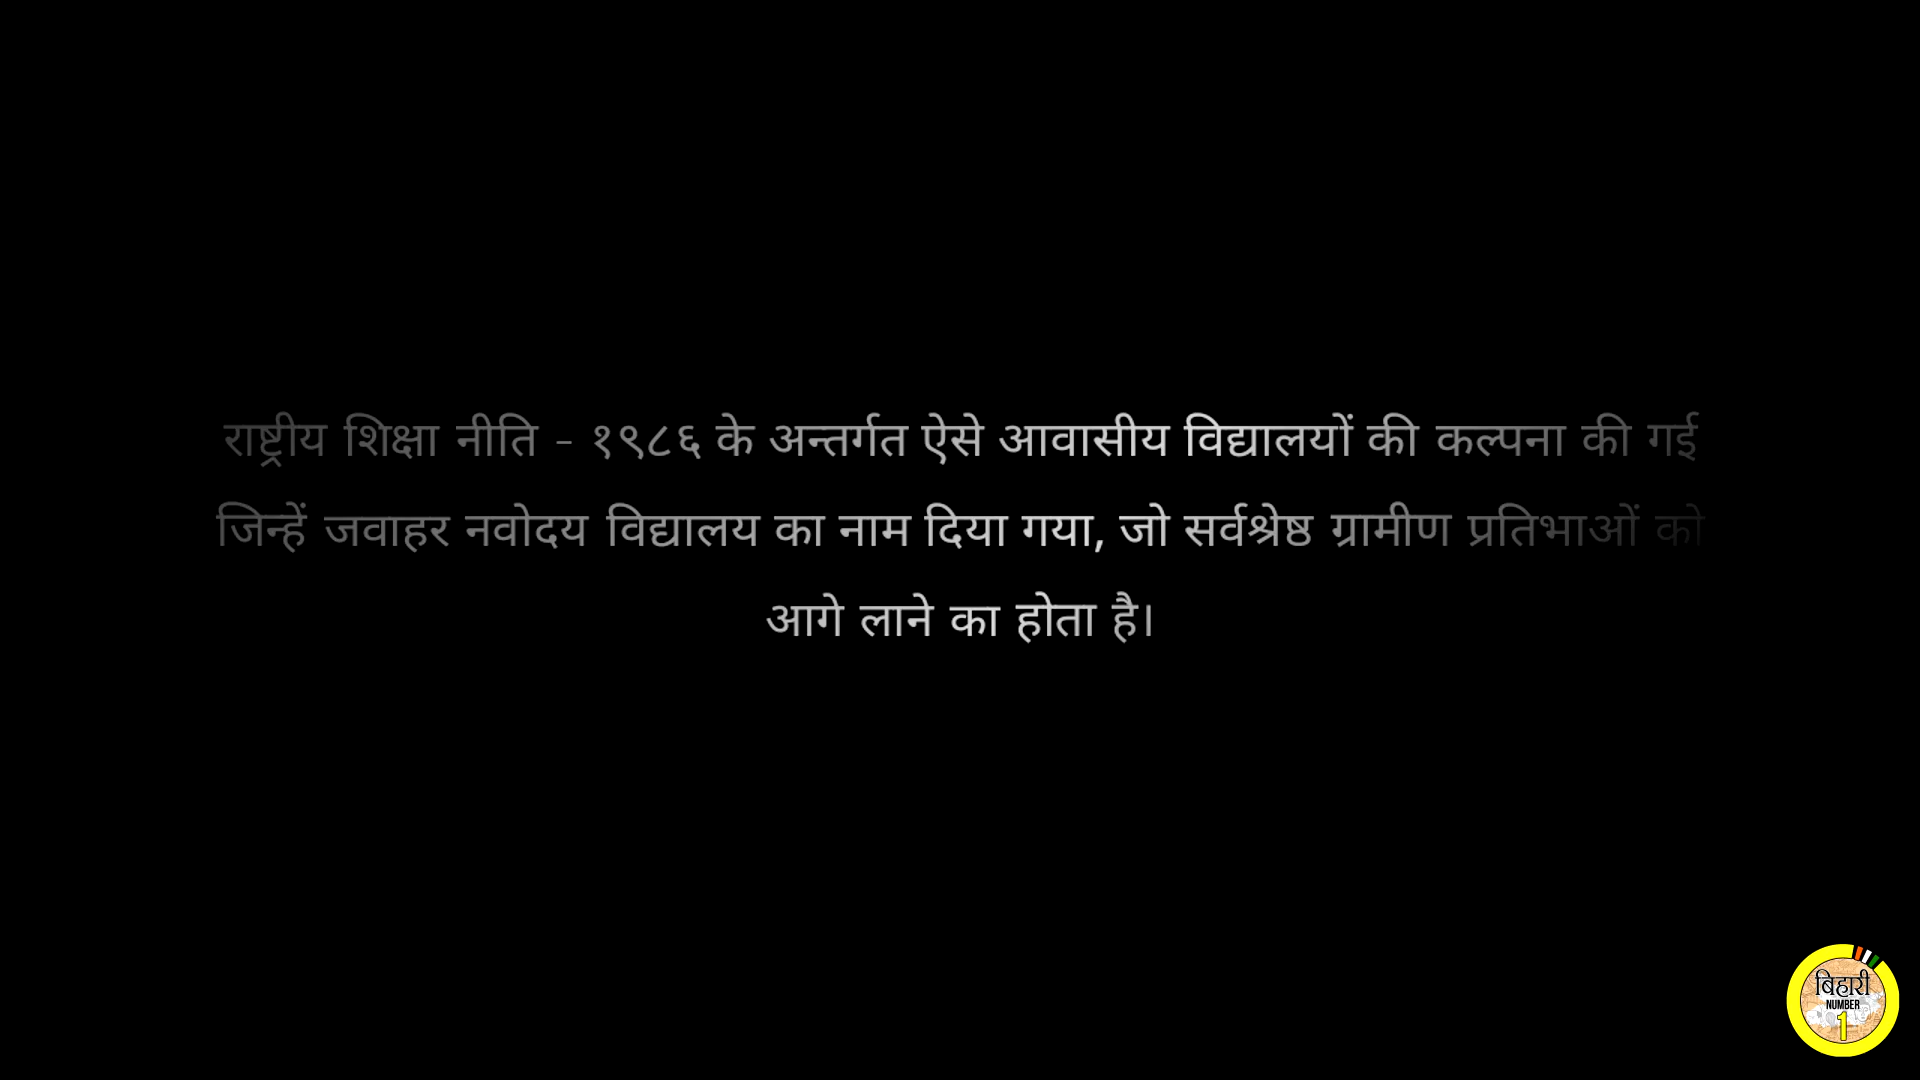 राष्ट्रीय शिक्षा नीति - १९८६ के अन्तर्गत ऐसे आवासीय विद्यालयों की कल्पना की गई
जिन्हें जवाहर नवोदय विद्यालय का नाम दिया गया, जो सर्वश्रेष्ठ ग्रामीण प्रतिभाओं को
आगे लाने का होता है।
बिहारी
NUMBER
1